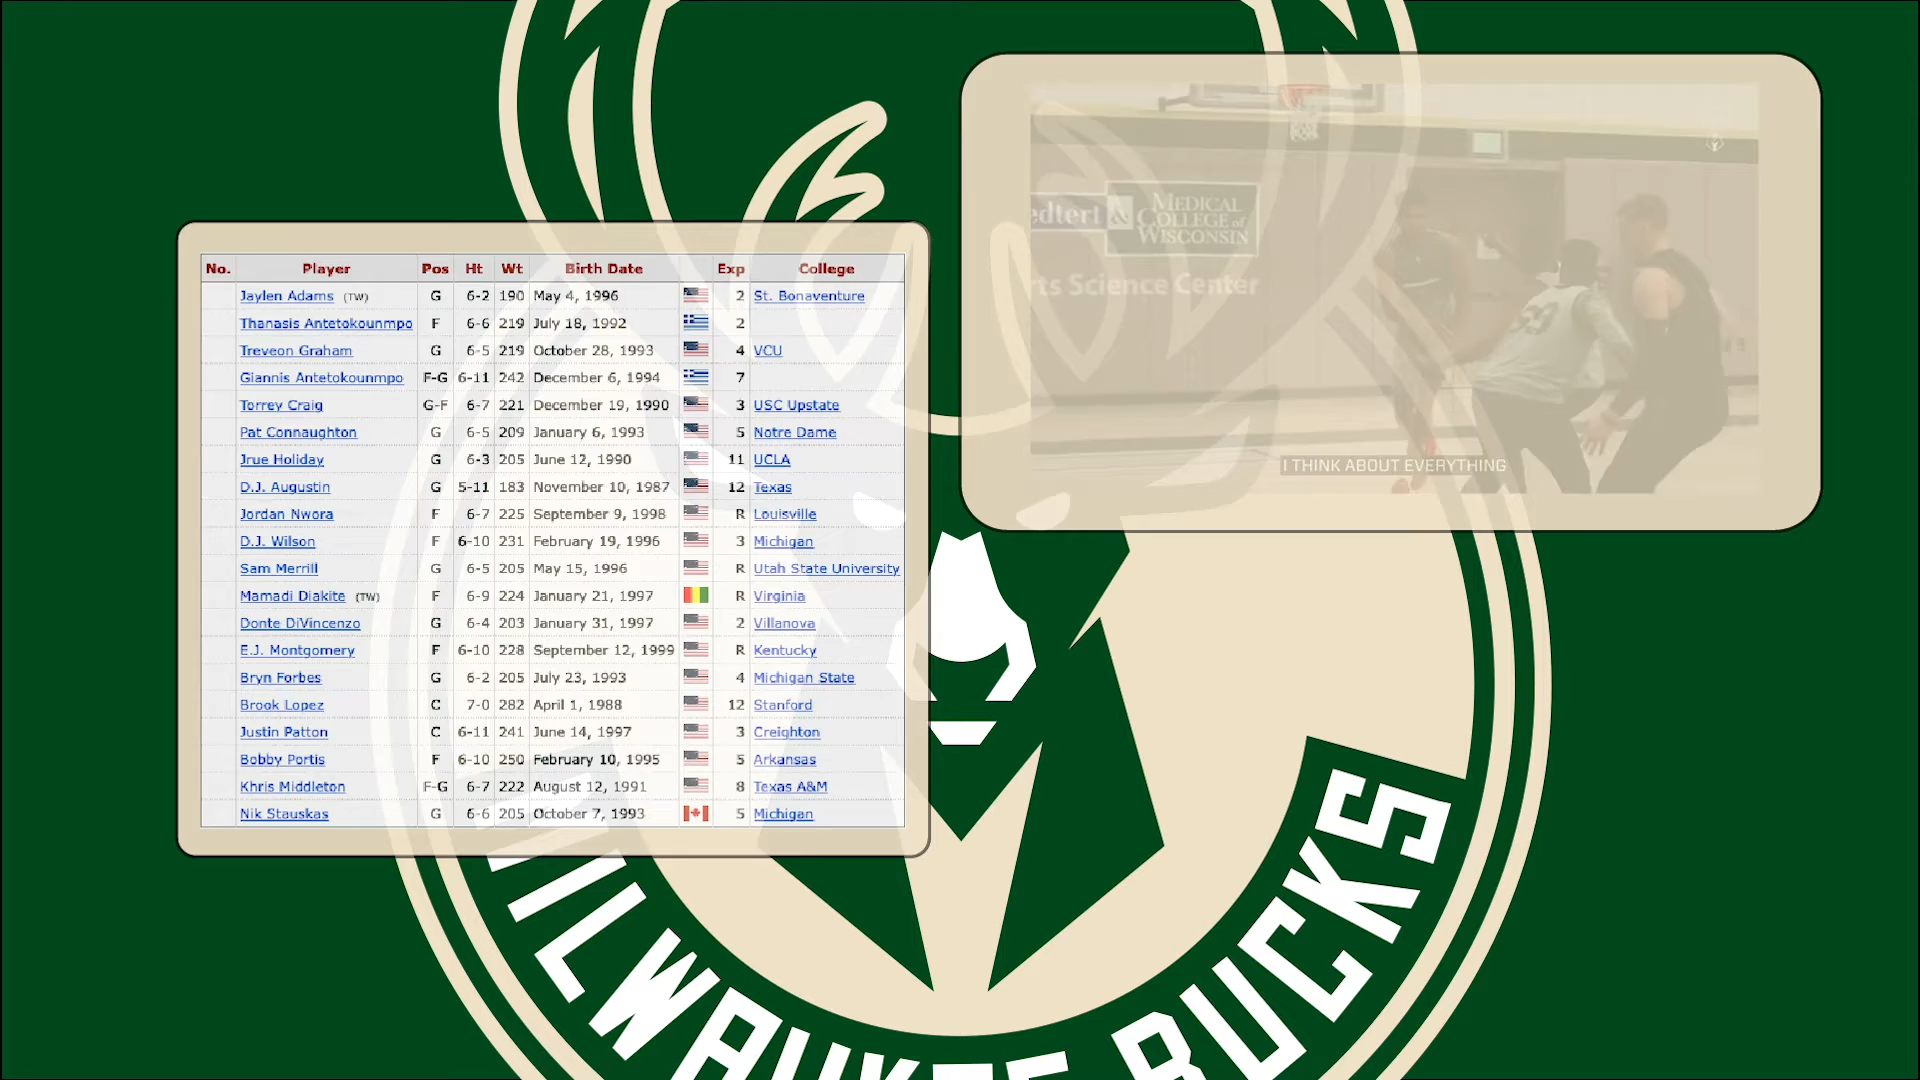 No. Player Pos Ht Wt Birth Date Exp College
Jaylen Adams (TW) G 6-2 190 May 4, 1996 2 St. Bonaventure
Thanasis Antetokounmpo F 6-6 219 July 18, 1992 2
Treveon Graham G 6-5 219 October 28, 1993 4 VCU
Giannis Antetokounmpo F-G 6-11 242 December 6, 1994 7
Torrey Craig G-F 6-7 221 December 19, 1990 3 USC Upstate
Pat Connaughton G 6-5 209 January 6, 1993 5 Notre Dame
Jrue Holiday G 6-3 205 June 12, 1990 11 UCLA
D.J. Augustin G 5-11 183 November 10, 1987 12 Texas
Jordan Nwora F 6-7 225 September 9, 1998 R Louisville
D.J. Wilson F 6-10 231 February 19, 1996 3 Michigan
Sam Merrill G 6-5 205 May 15, 1996 R Utah State University
Mamadi Diakite (TW) F 6-9 224 January 21, 1997 R Virginia
Donte DiVincenzo G 6-4 203 January 31, 1997 2 Villanova
E.J. Montgomery F 6-10 228 September 12, 1999 R Kentucky
Bryn Forbes G 6-2 205 July 23, 1993 4 Michigan State
Brook Lopez C 7-0 282 April 1, 1988 12 Stanford
Justin Patton C 6-11 241 June 14, 1997 3 Creighton
Bobby Portis F 6-10 250 February 10, 1995 5 Arkansas
Khris Middleton F-G 6-7 222 August 12, 1991 8 Texas A&M
Nik Stauskas G 6-6 205 October 7, 1993 5 Michigan
edtert & MEDICAL
COLLEGE of
WISCONSIN
rts Science Center
33
I THINK ABOUT EVERYTHING
MILWAUKEE BUCKS